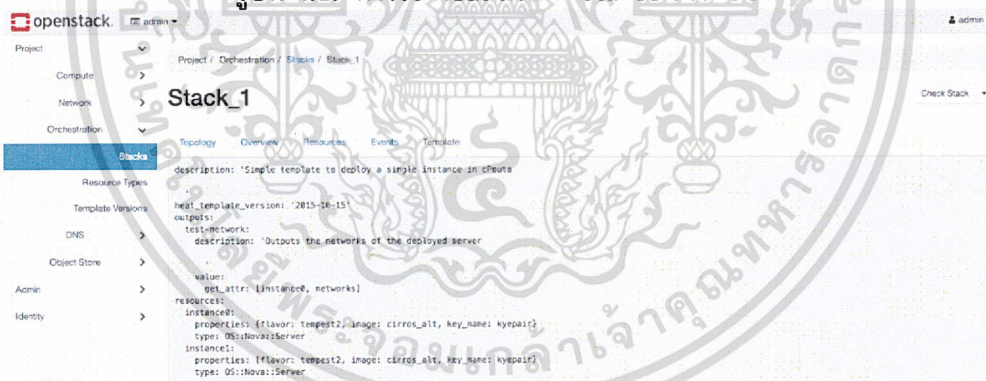 openstack. admin
admin
Project
Project / Orchestration / Stacks / Stack_1
Compute
Network
Stack_1
Check Stack
Orchestration
Topology Overview Resources Events Template
Stacks
description: 'Simple template to deploy a single instance in cPouta
'
Resource Types
Template Versions
heat_template_version: '2015-10-15'
outputs:
test-network:
DNS
description: 'Outputs the networks of the deployed server
'
Object Store
value:
get_attr: [instance0, networks]
Admin
resources:
instance0:
Identity
properties: {flavor: tempest2, image: cirros_alt, key_name: kyepair}
type: OS::Nova::Server
instance1:
properties: {flavor: tempest2, image: cirros_alt, key_name: kyepair}
type: OS::Nova::Server